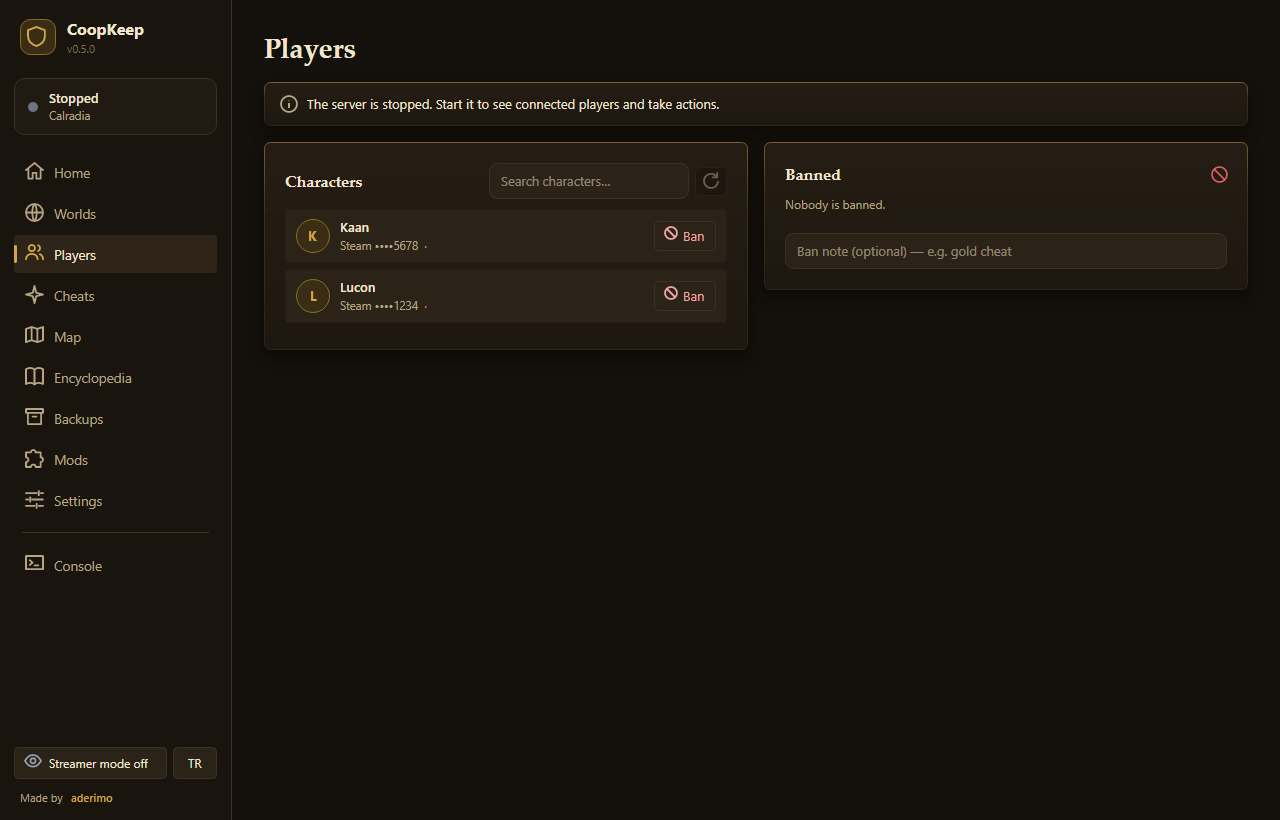 CoopKeep
v0.5.0
Stopped
Calradia
Home
Worlds
Players
Cheats
Map
Encyclopedia
Backups
Mods
Settings
Console
Streamer mode off
TR
Made by aderimo
Players
The server is stopped. Start it to see connected players and take actions.
Characters
Search characters...
K
Kaan
Steam ••••5678 ·
Ban
L
Lucon
Steam ••••1234 ·
Ban
Banned
Nobody is banned.
Ban note (optional) — e.g. gold cheat